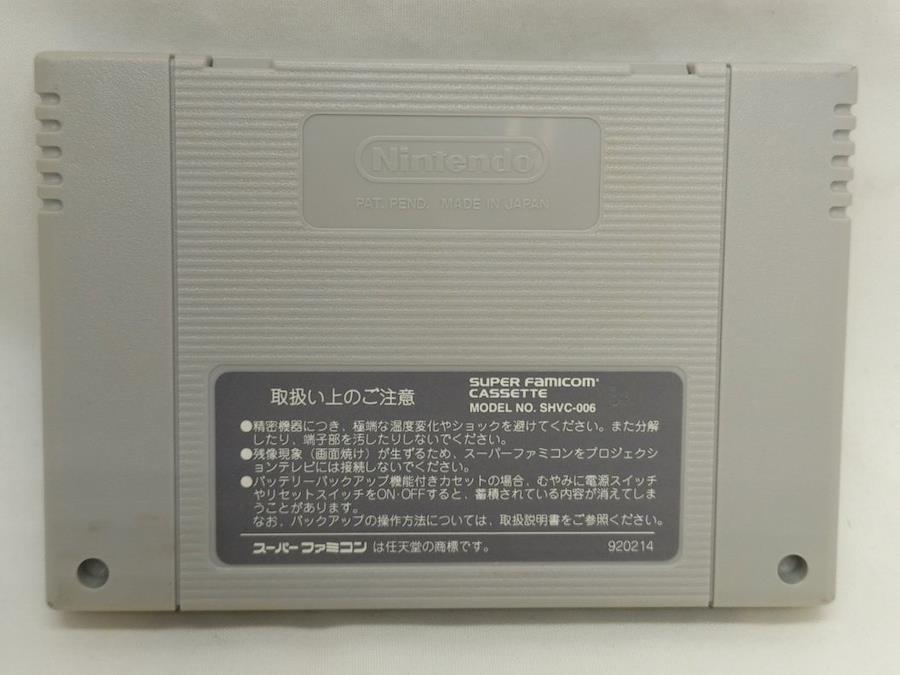 Nintendo
PAT. PEND. MADE IN JAPAN
取扱い上のご注意
SUPER FAMICOM
CASSETTE
MODEL NO. SHVC-006
●精密機器につき、極端な温度変化やショックを避けてください。また分解
したり、端子部を汚したりしないでください。
●残像現象（画面焼け）が生ずるため、スーパーファミコンをプロジェクシ
ョンテレビには接続しないでください。
●バッテリーバックアップ機能付きカセットの場合、むやみに電源スイッチ
やリセットスイッチをON・OFFすると、蓄積されている内容が消えてしま
うことがあります。
なお、バックアップの操作方法については、取扱説明書をご参照ください。
スーパーファミコン は任天堂の商標です。
920214